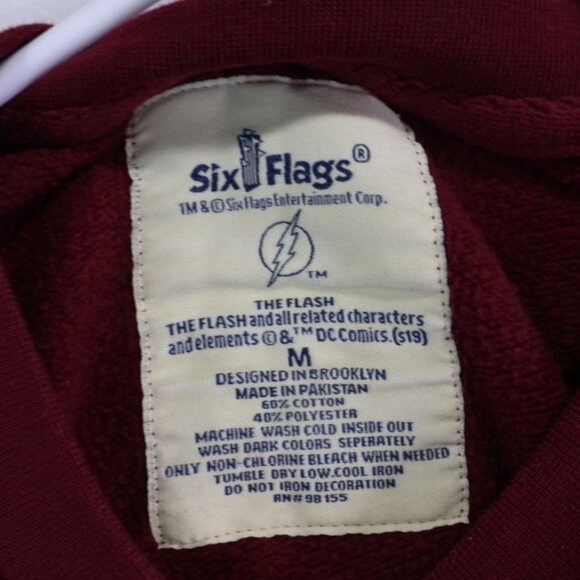 Six Flags®
TM & © Six Flags Entertainment Corp.
TM
THE FLASH
THE FLASH and all related characters
and elements © & ™ DC Comics. (s19)
M
DESIGNED IN BROOKLYN
MADE IN PAKISTAN
60% COTTON
40% POLYESTER
MACHINE WASH COLD INSIDE OUT
WASH DARK COLORS SEPERATELY
ONLY NON-CHLORINE BLEACH WHEN NEEDED
TUMBLE DRY LOW.COOL IRON
DO NOT IRON DECORATION
RN# 98 155